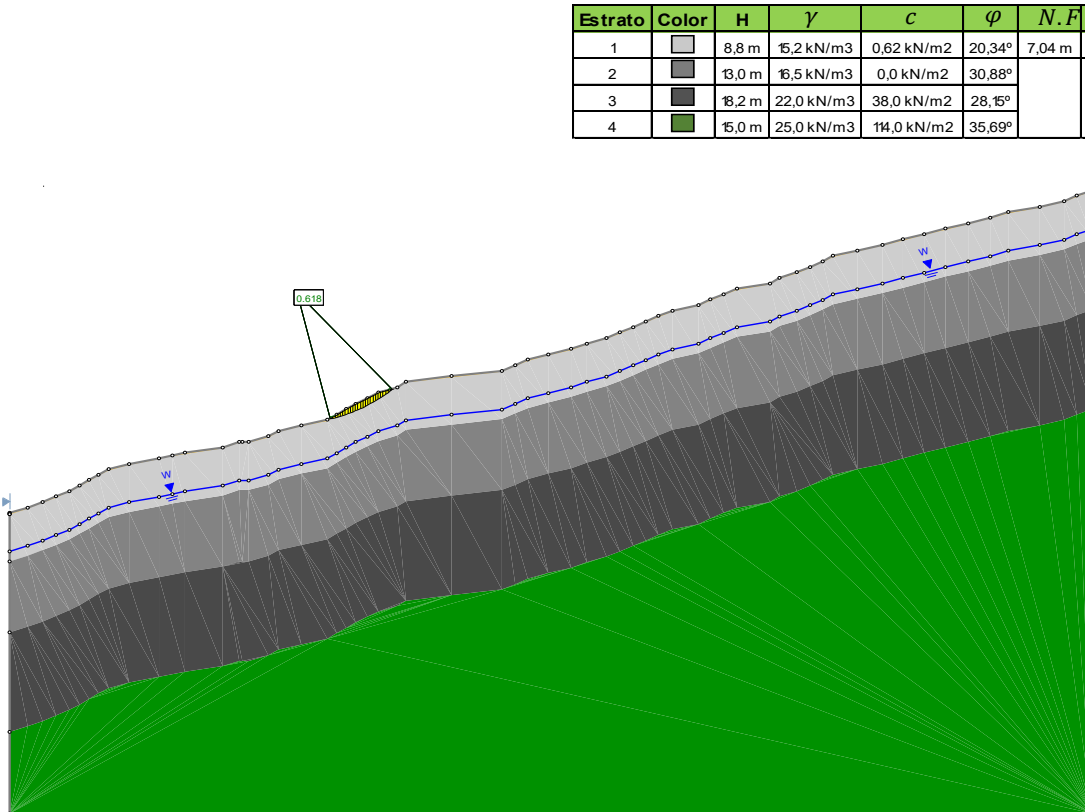 Estrato Color H γ c φ N.F
1 8,8 m 15,2 kN/m3 0,62 kN/m2 20,34º 7,04 m
2 13,0 m 16,5 kN/m3 0,0 kN/m2 30,88º
3 18,2 m 22,0 kN/m3 38,0 kN/m2 28,15º
4 15,0 m 25,0 kN/m3 114,0 kN/m2 35,69º
W
0.618
W